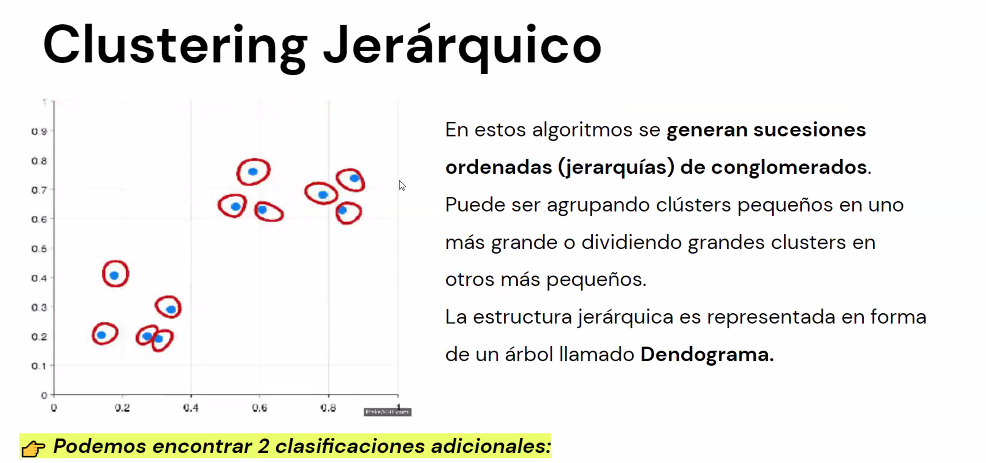 Clustering Jerárquico
1
0.9
0.8
0.7
0.6
0.5
0.4
0.3
0.2
0.1
0
0 0.2 0.4 0.6 0.8 1
En estos algoritmos se generan sucesiones
ordenadas (jerarquías) de conglomerados.
Puede ser agrupando clústers pequeños en uno
más grande o dividiendo grandes clusters en
otros más pequeños.
La estructura jerárquica es representada en forma
de un árbol llamado Dendograma.
👉 Podemos encontrar 2 clasificaciones adicionales: